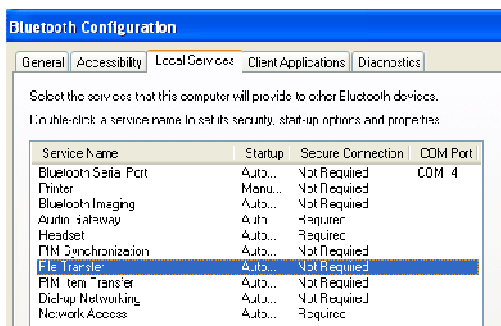 Bluetooth Configuration
General Accessibility Local Services Client Applications Diagnostics
Select the services that this computer will provide to other Bluetooth devices.
Double-click a service name to set its security, start-up options and properties
Service Name Startup Secure Connection COM Port
Bluetooth Serial Port Auto... Not Required COM 4
Printer Manu... Not Required
Bluetooth Imaging Auto... Not Required
Audio Gateway Auto... Required
Headset Auto... Required
PIM Synchronization Auto... Not Required
File Transfer Auto... Not Required
PIM Item Transfer Auto... Not Required
Dial-up Networking Auto... Not Required
Network Access Auto... Required